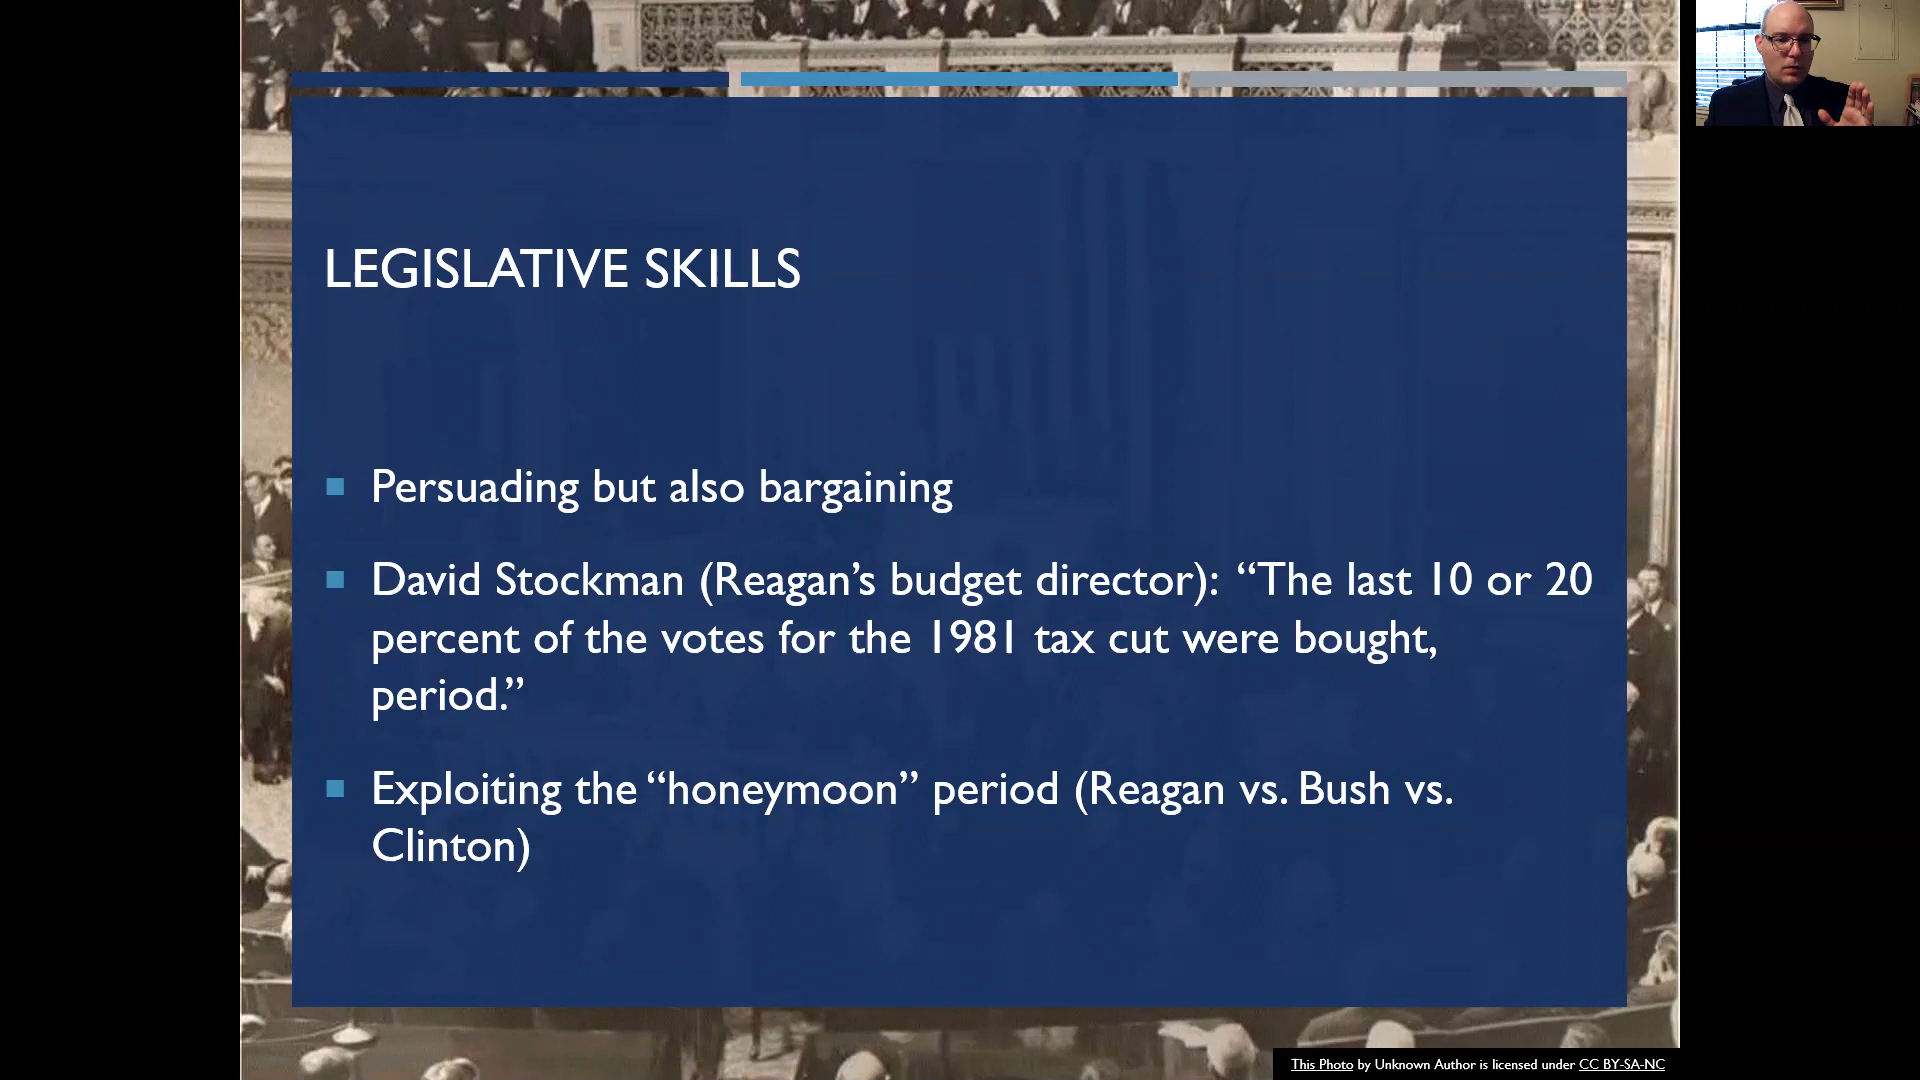 LEGISLATIVE SKILLS
Persuading but also bargaining
David Stockman (Reagan’s budget director): “The last 10 or 20
percent of the votes for the 1981 tax cut were bought,
period.”
Exploiting the “honeymoon” period (Reagan vs. Bush vs.
Clinton)
This Photo by Unknown Author is licensed under CC BY-SA-NC